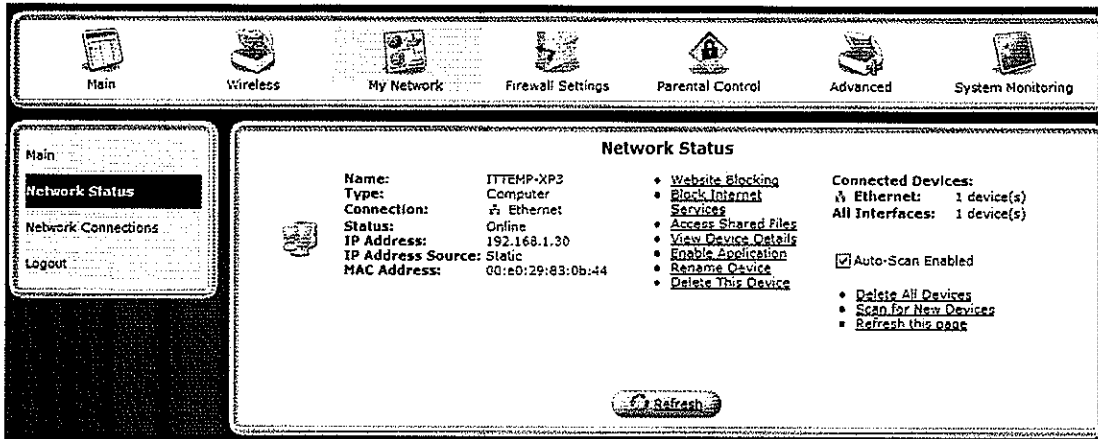 Main
Wireless
My Network
Firewall Settings
Parental Control
Advanced
System Monitoring
Main
Network Status
Network Connections
Logout
Network Status
Name: ITTEMP-XP3
Type: Computer
Connection: Ethernet
Status: Online
IP Address: 192.168.1.30
IP Address Source: Static
MAC Address: 00:e0:29:83:0b:44
Website Blocking
Block Internet
Services
Access Shared Files
View Device Details
Enable Application
Rename Device
Delete This Device
Connected Devices:
Ethernet: 1 device(s)
All Interfaces: 1 device(s)
Auto-Scan Enabled
Delete All Devices
Scan for New Devices
Refresh this page
Refresh